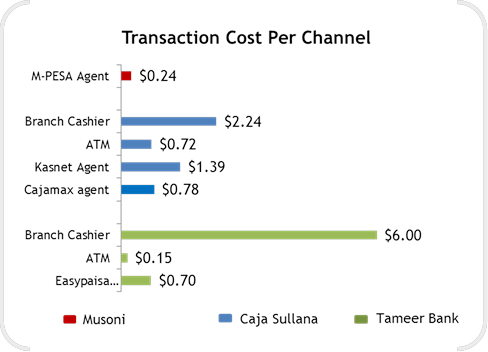 Transaction Cost Per Channel
M-PESA Agent $0.24
Branch Cashier $2.24
ATM $0.72
Kasnet Agent $1.39
Cajamax agent $0.78
Branch Cashier $6.00
ATM $0.15
Easypaisa… $0.70
Musoni Caja Sullana Tameer Bank